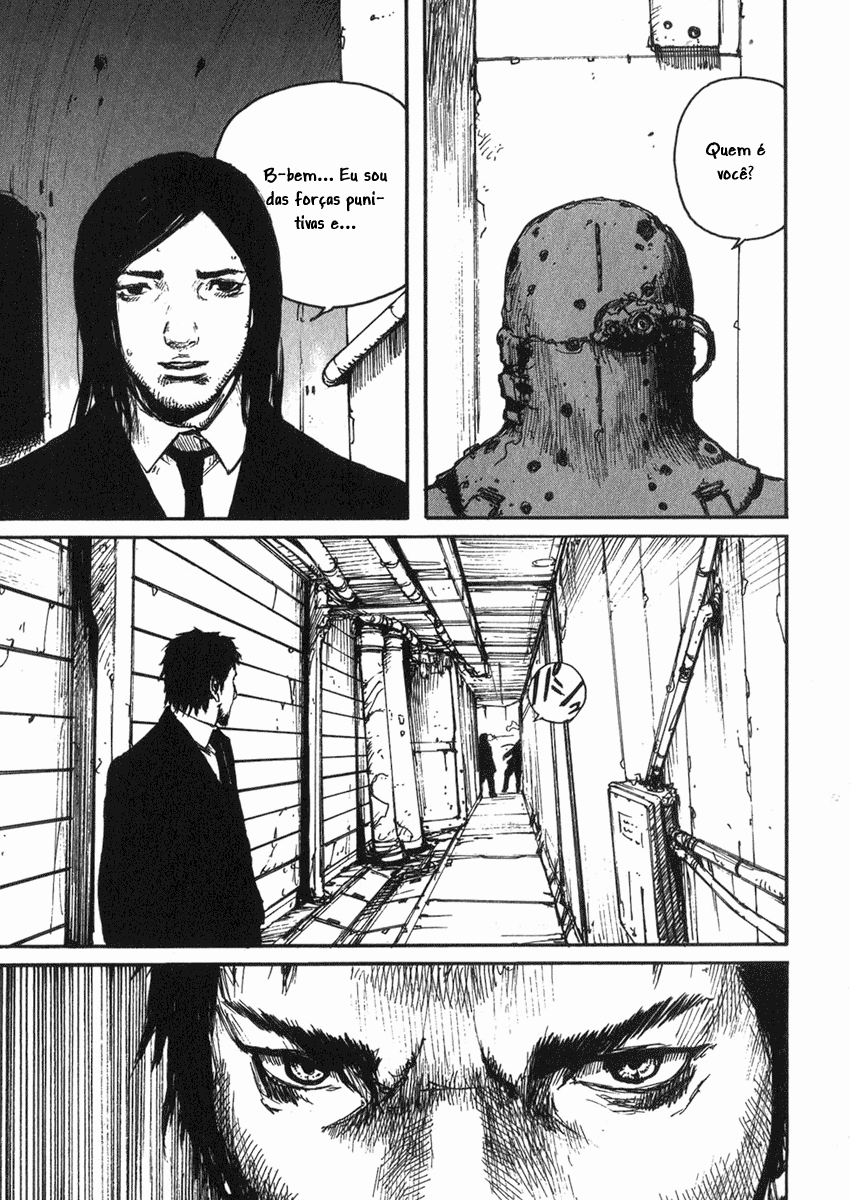 Quem é
você?
B-bem... Eu sou
das forças puni-
tivas e...